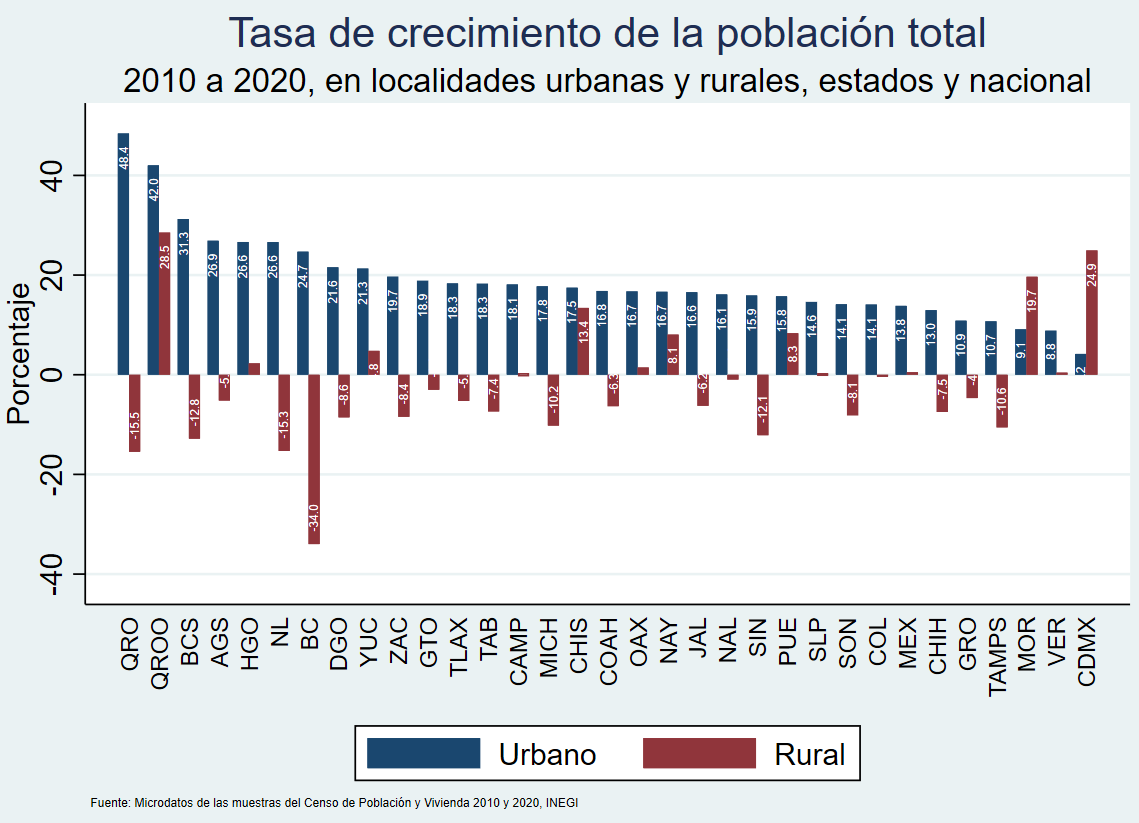 Tasa de crecimiento de la población total
2010 a 2020, en localidades urbanas y rurales, estados y nacional
Porcentaje
40
20
0
-20
-40
48.4
-15.5
42.0
28.5
31.3
-12.8
26.9
26.6
26.6
-15.3
24.7
-34.0
21.6
-8.6
21.3
19.7
-8.4
18.9
18.3
18.3
-7.4
18.1
17.8
-10.2
17.5
13.4
16.8
16.7
16.7
8.1
16.6
16.1
15.9
-12.1
15.8
8.3
14.6
14.1
-8.1
14.1
13.8
13.0
-7.5
10.9
10.7
-10.6
9.1
19.7
8.8
24.9
QRO
QROO
BCS
AGS
HGO
NL
BC
DGO
YUC
ZAC
GTO
TLAX
TAB
CAMP
MICH
CHIS
COAH
OAX
NAY
JAL
NAL
SIN
PUE
SLP
SON
COL
MEX
CHIH
GRO
TAMPS
MOR
VER
CDMX
Urbano
Rural
Fuente: Microdatos de las muestras del Censo de Población y Vivienda 2010 y 2020, INEGI